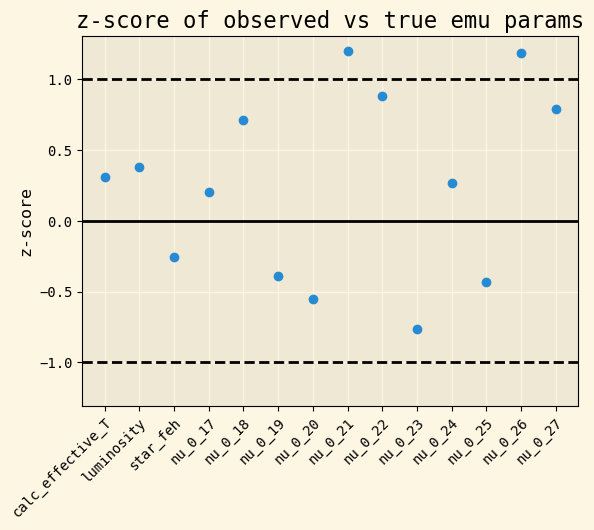 z-score of observed vs true emu params
z-score
1.0
0.5
0.0
−0.5
−1.0
calc_effective_T
luminosity
star_feh
nu_0_17
nu_0_18
nu_0_19
nu_0_20
nu_0_21
nu_0_22
nu_0_23
nu_0_24
nu_0_25
nu_0_26
nu_0_27